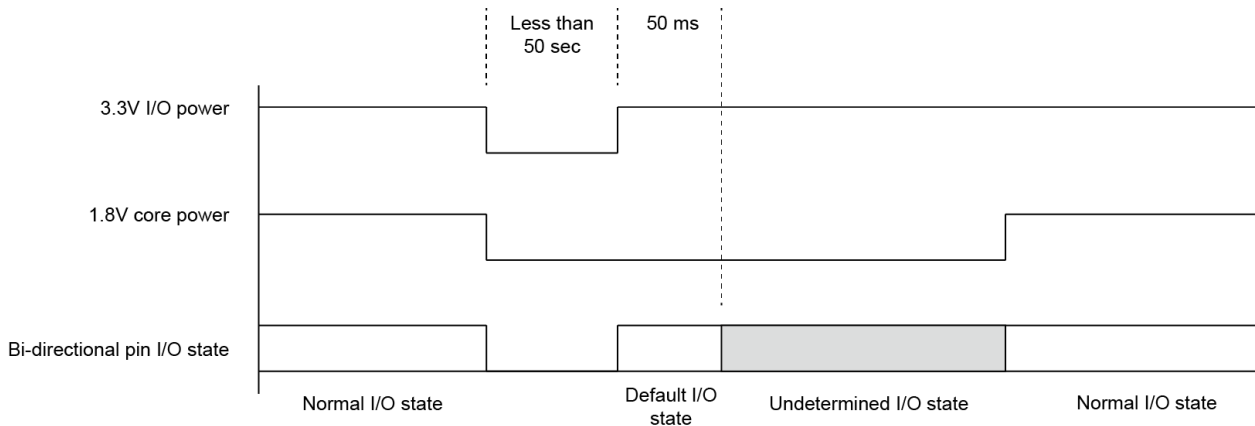 Less than
50 sec
50 ms
3.3V I/O power
1.8V core power
Bi-directional pin I/O state
Normal I/O state
Default I/O
state
Undetermined I/O state
Normal I/O state